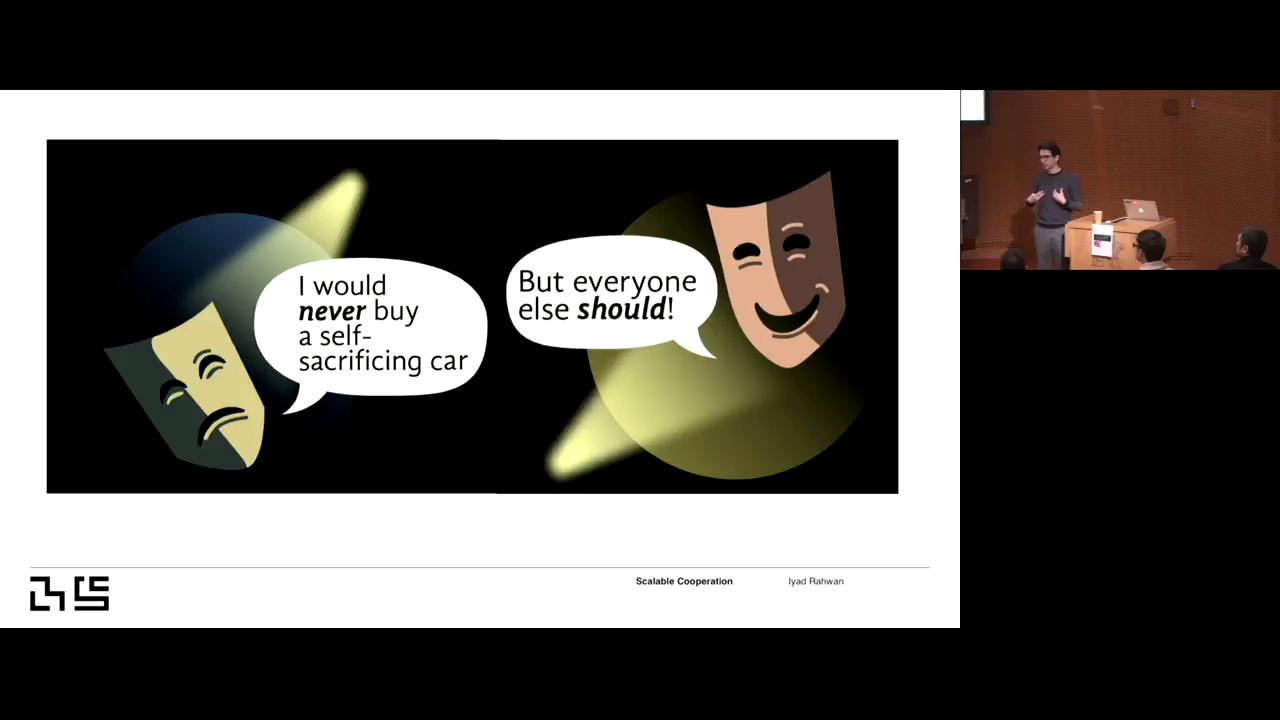 I would
never buy
a self-
sacrificing car
But everyone
else should!
Scalable Cooperation
Iyad Rahwan